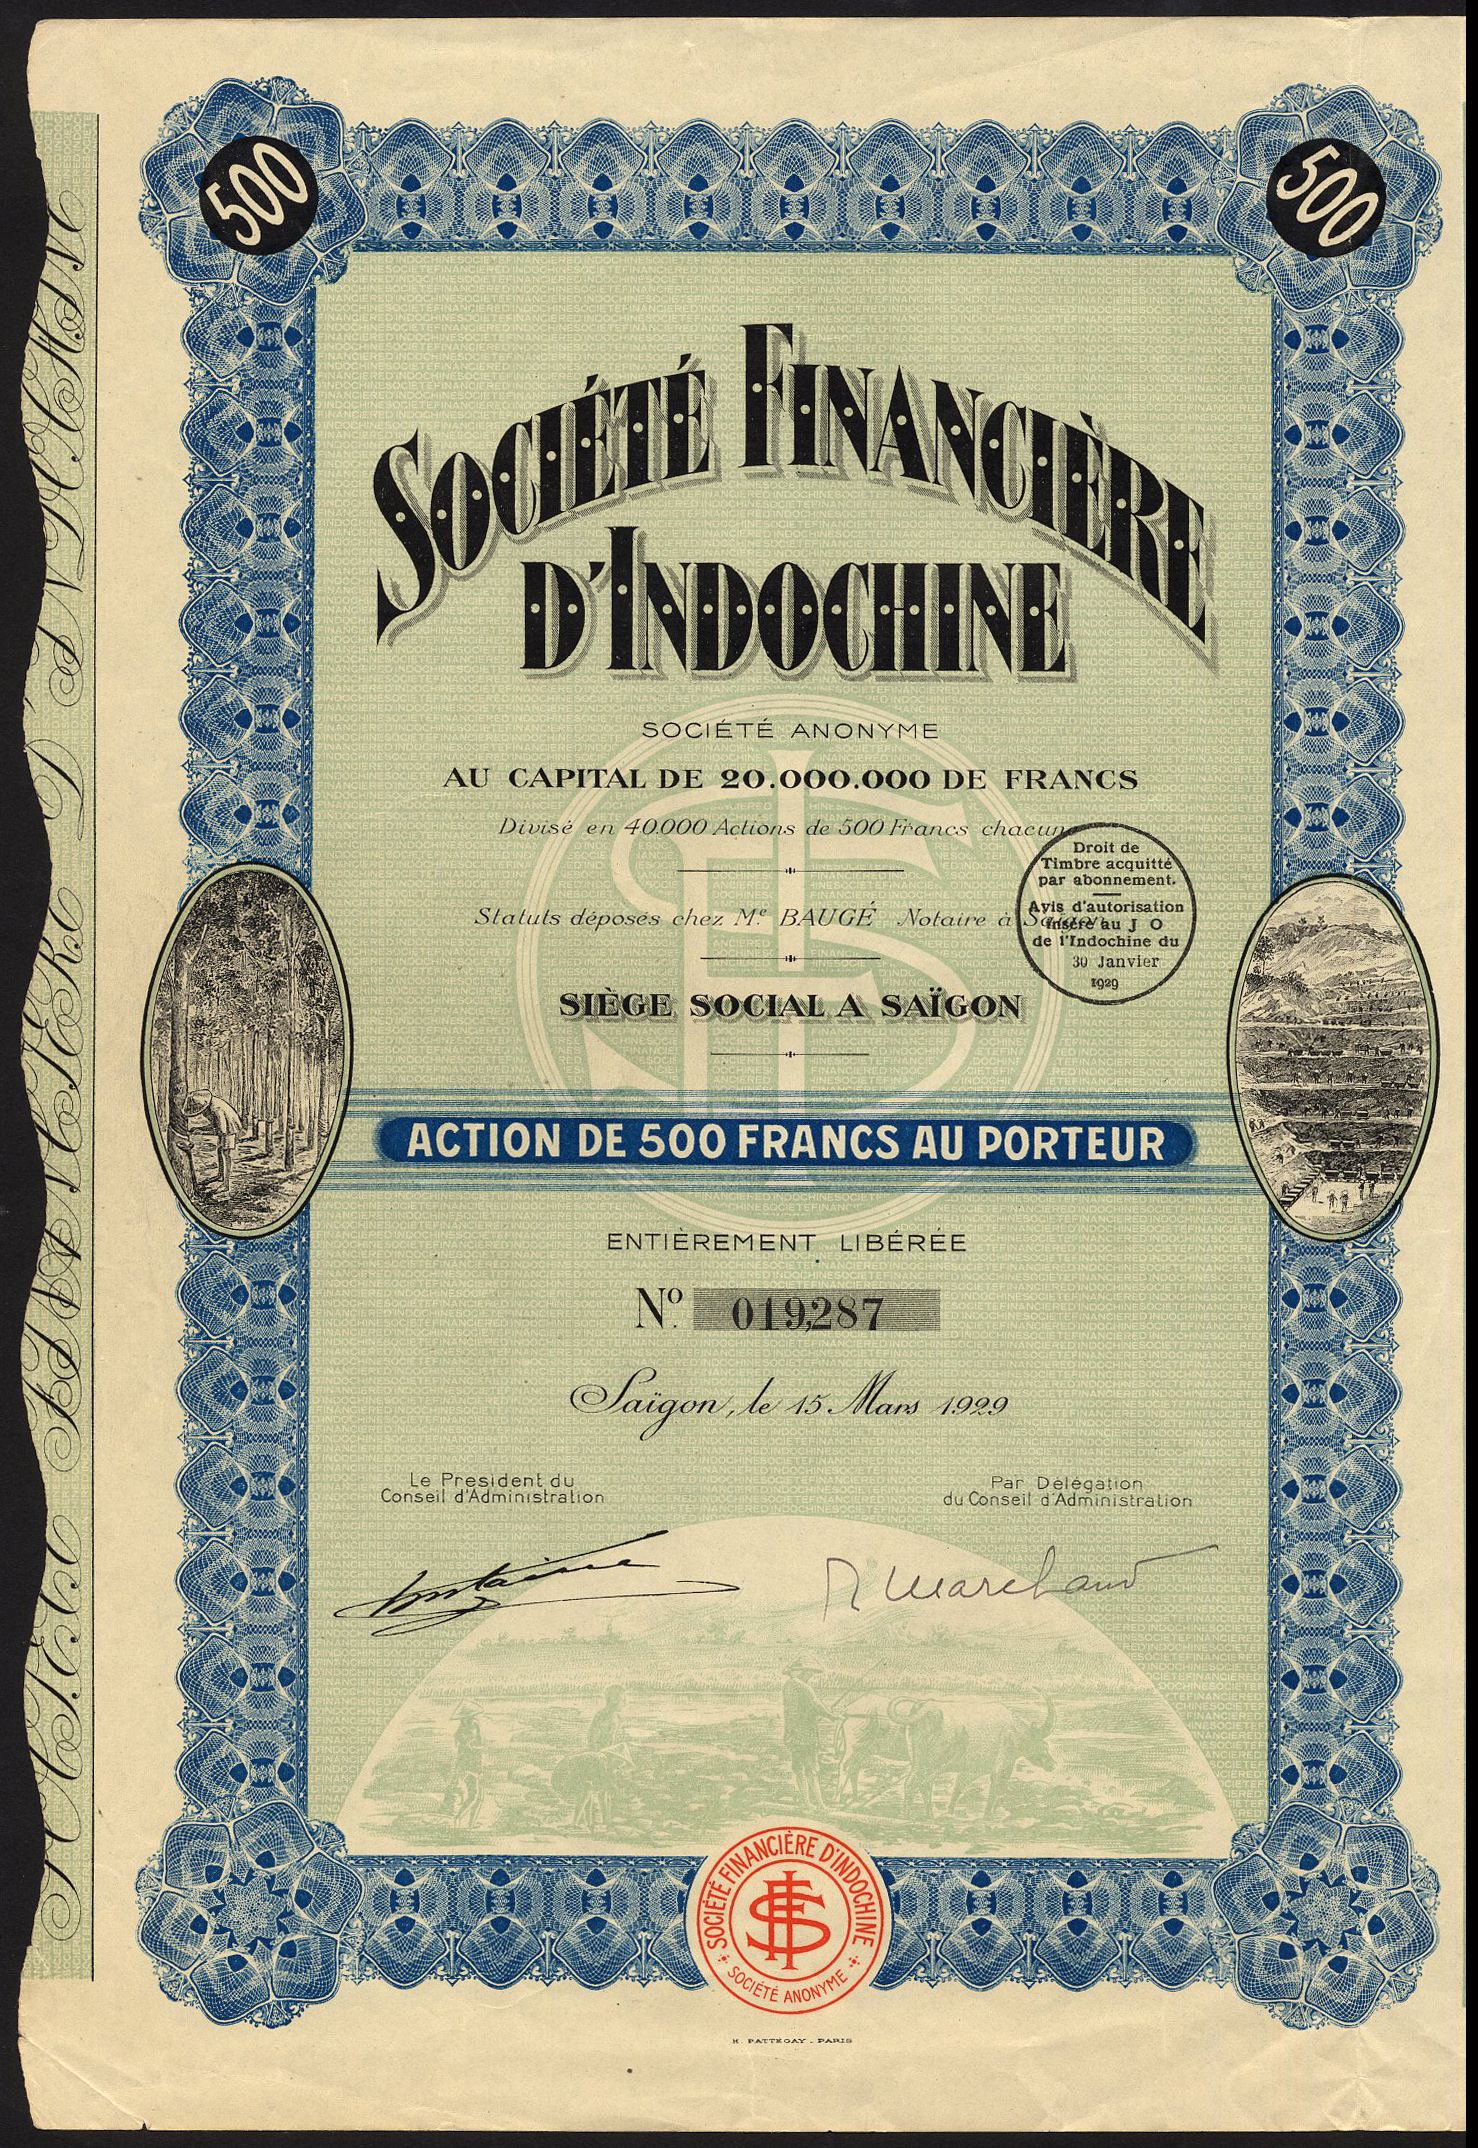 500
500
SOCIÉTÉ FINANCIÈRE
D'INDOCHINE
SOCIÉTÉ ANONYME
AU CAPITAL DE 20.000.000 DE FRANCS
Divisé en 40.000 Actions de 500 Francs chacune
Statuts déposés chez Me BAUGÉ Notaire à Saïgon
SIÈGE SOCIAL A SAÏGON
Droit de
Timbre acquitté
par abonnement.
Avis d'autorisation
inséré au J O
de l'Indochine du
30 Janvier
1929
ACTION DE 500 FRANCS AU PORTEUR
ENTIÈREMENT LIBÉRÉE
No. 019,287
Saïgon, le 15 Mars 1929
Le President du
Conseil d'Administration
Par Délégation
du Conseil d'Administration
R Marchand
SOCIÉTÉ FINANCIÈRE D'INDOCHINE
SOCIÉTÉ ANONYME
H. PATTEGAY - PARIS